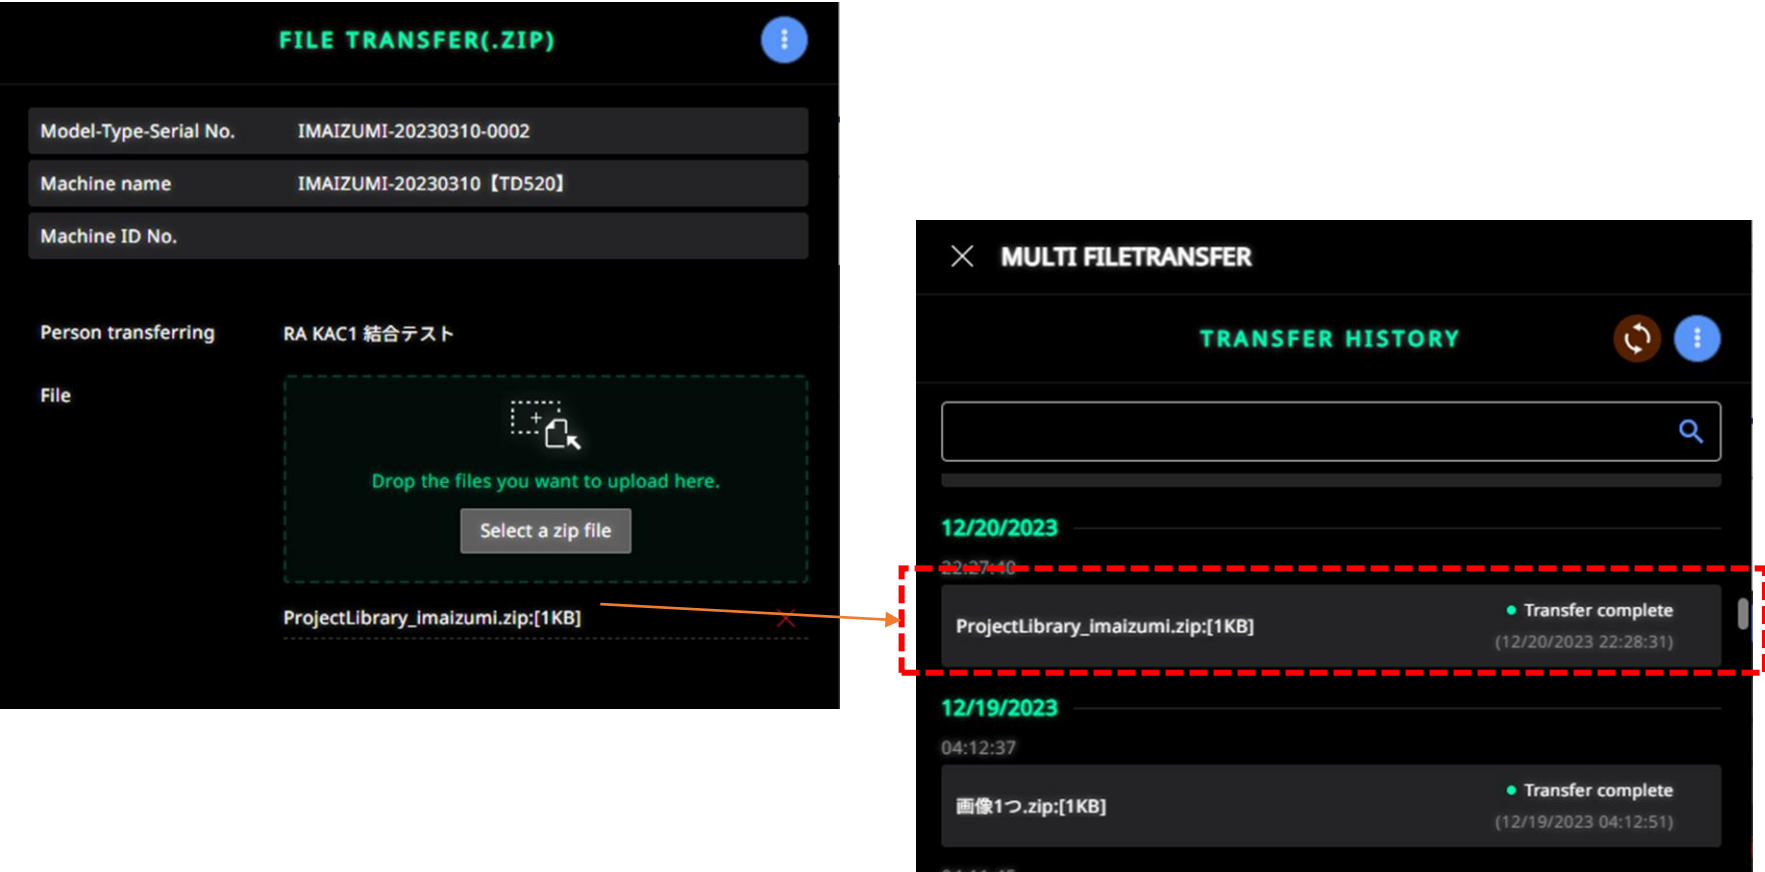 FILE TRANSFER(.ZIP)
Model-Type-Serial No. IMAIZUMI-20230310-0002
Machine name IMAIZUMI-20230310【TD520】
Machine ID No.
Person transferring RA KAC1 結合テスト
File
Drop the files you want to upload here.
Select a zip file
ProjectLibrary_imaizumi.zip:[1KB]
MULTI FILETRANSFER
TRANSFER HISTORY
12/20/2023
22:27:40
ProjectLibrary_imaizumi.zip:[1KB]
Transfer complete
(12/20/2023 22:28:31)
12/19/2023
04:12:37
画像1つ.zip:[1KB]
Transfer complete
(12/19/2023 04:12:51)